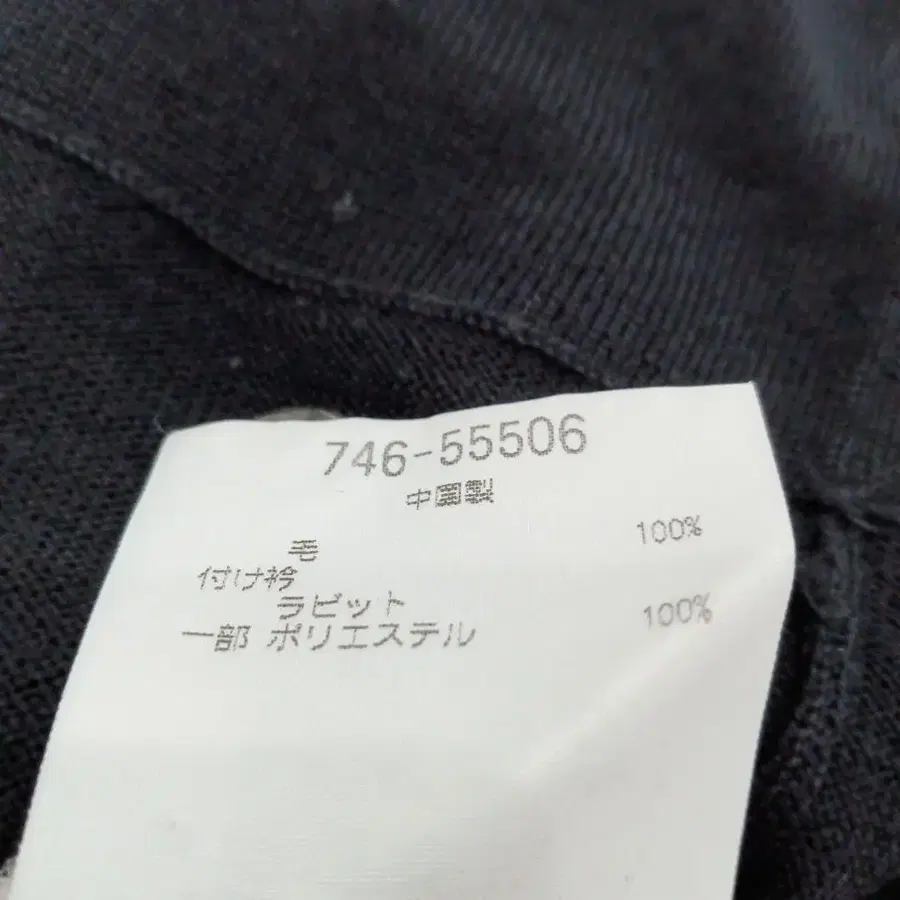 746-55506
中国製
毛 100%
付け衿
ラビット 100%
一部 ポリエステル